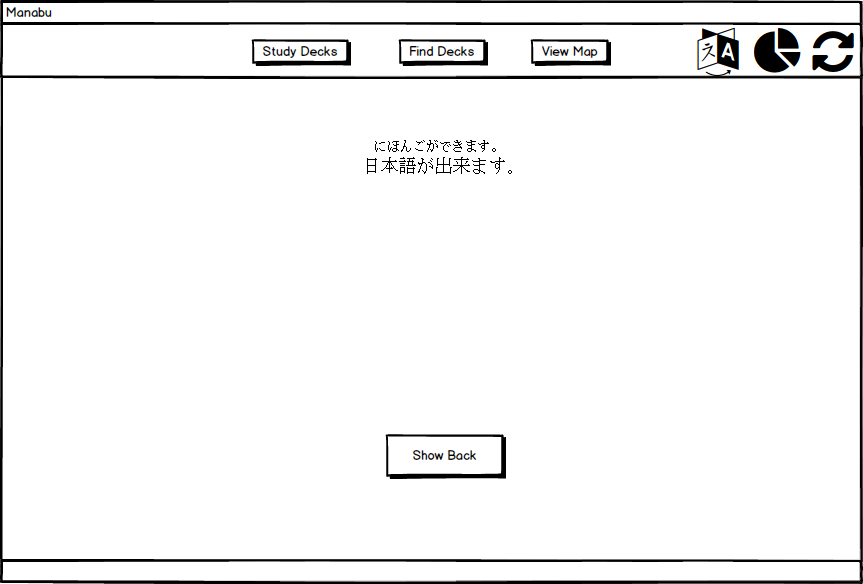 Manabu
Study Decks
Find Decks
View Map
え A
にほんごができます。
日本語が出来ます。
Show Back